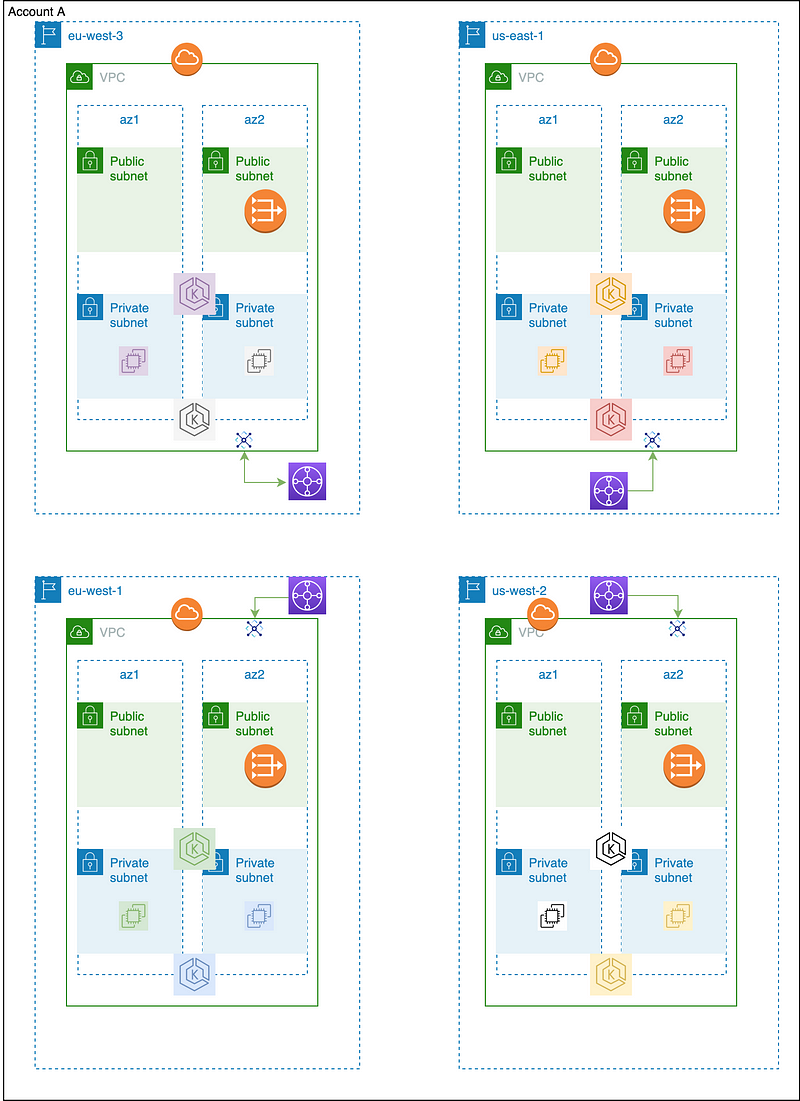 Account A
eu-west-3
VPC
az1
az2
Public
subnet
Public
subnet
Private
subnet
Private
subnet
K
K
us-east-1
VPC
az1
az2
Public
subnet
Public
subnet
Private
subnet
Private
subnet
K
K
eu-west-1
VPC
az1
az2
Public
subnet
Public
subnet
Private
subnet
Private
subnet
K
K
us-west-2
VPC
az1
az2
Public
subnet
Public
subnet
Private
subnet
Private
subnet
K
K